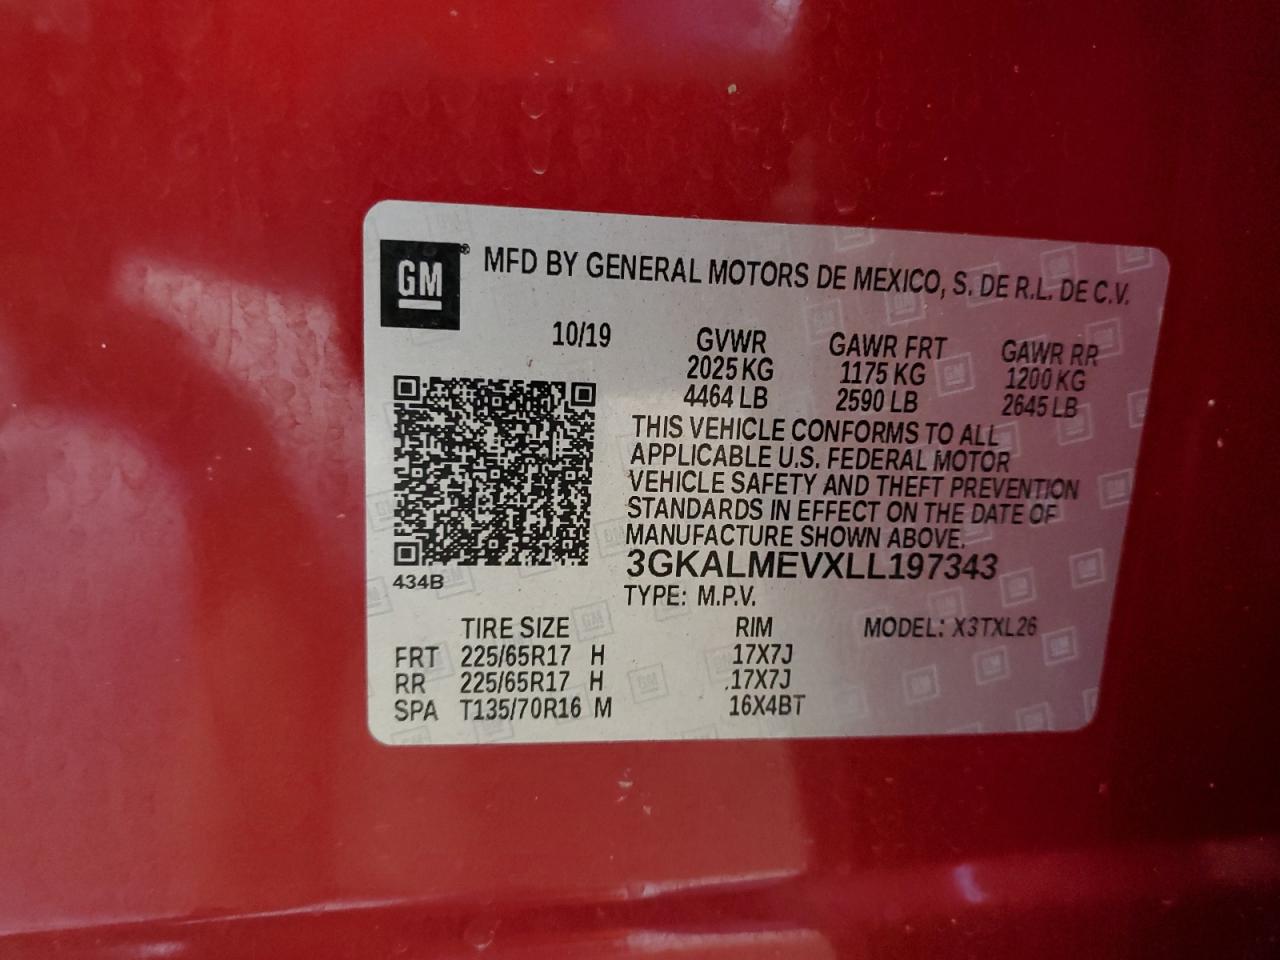 GM® MFD BY GENERAL MOTORS DE MEXICO, S. DE R.L. DE C.V.
10/19 GVWR GAWR FRT GAWR RR
2025 KG 1175 KG 1200 KG
4464 LB 2590 LB 2645 LB
THIS VEHICLE CONFORMS TO ALL
APPLICABLE U.S. FEDERAL MOTOR
VEHICLE SAFETY AND THEFT PREVENTION
STANDARDS IN EFFECT ON THE DATE OF
MANUFACTURE SHOWN ABOVE.
3GKALMEVXLL197343
434B
TYPE: M.P.V.
TIRE SIZE RIM MODEL: X3TXL26
FRT 225/65R17 H 17X7J
RR 225/65R17 H 17X7J
SPA T135/70R16 M 16X4BT